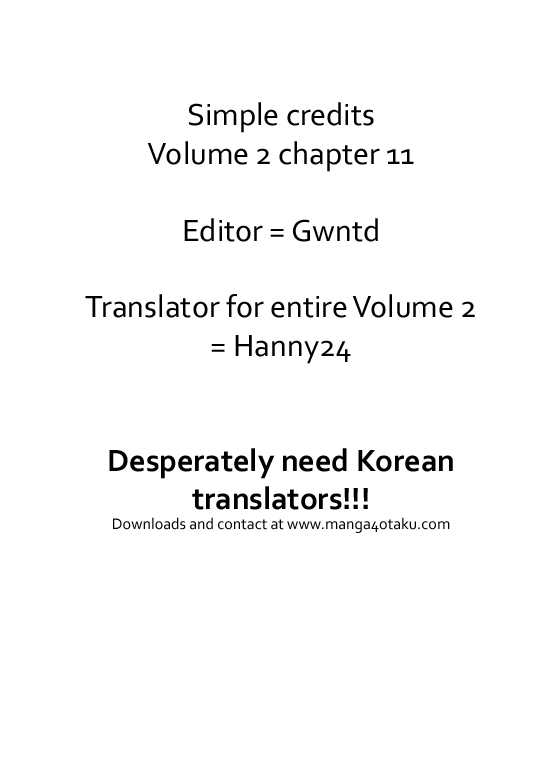 Simple credits
Volume 2 chapter 11
Editor = Gwntd
Translator for entire Volume 2
= Hanny24
Desperately need Korean
translators!!!
Downloads and contact at www.manga4otaku.com